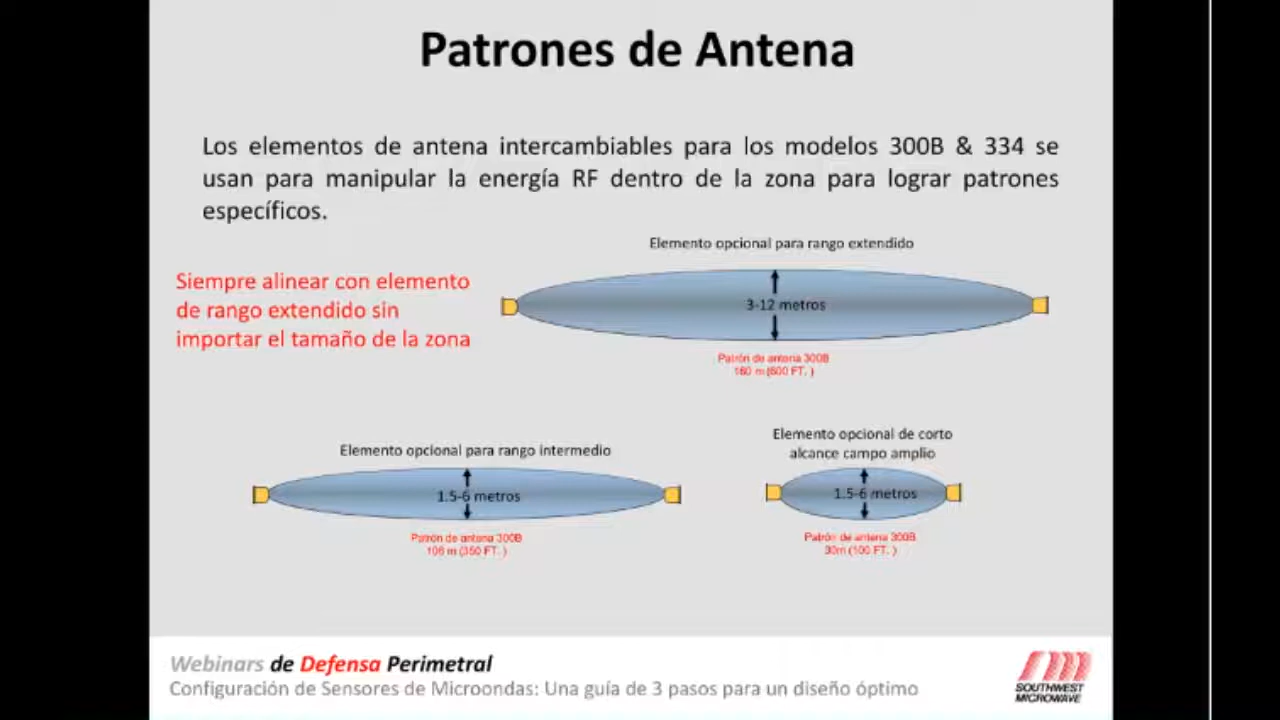 Patrones de Antena
Los elementos de antena intercambiables para los modelos 300B & 334 se
usan para manipular la energía RF dentro de la zona para lograr patrones
específicos.
Elemento opcional para rango extendido
Siempre alinear con elemento
de rango extendido sin
importar el tamaño de la zona
3-12 metros
Patrón de antena 300B
160 m (600 FT. )
Elemento opcional para rango intermedio
1.5-6 metros
Patrón de antena 300B
106 m (350 FT. )
Elemento opcional de corto
alcance campo amplio
1.5-6 metros
Patrón de antena 300B
30m (100 FT. )
Webinars de Defensa Perimetral
Configuración de Sensores de Microondas: Una guía de 3 pasos para un diseño óptimo
SOUTHWEST
MICROWAVE